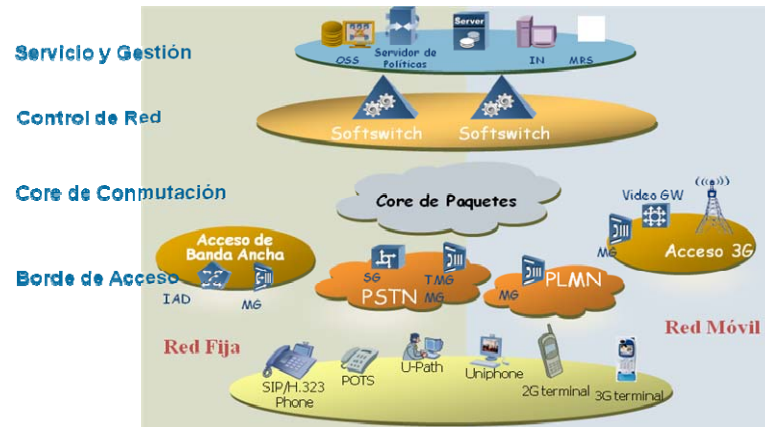 Servicio y Gestión
OSS
Servidor de
Políticas
Server
IN
MRS
Control de Red
Softswitch
Softswitch
Core de Conmutación
Core de Paquetes
Video GW
MG
Acceso 3G
Acceso de
Banda Ancha
Borde de Acceso
IAD
MG
SG
TMG
MG
PSTN
MG
PLMN
Red Fija
Red Móvil
SIP/H.323
Phone
POTS
U-Path
Uniphone
2G terminal
3G terminal